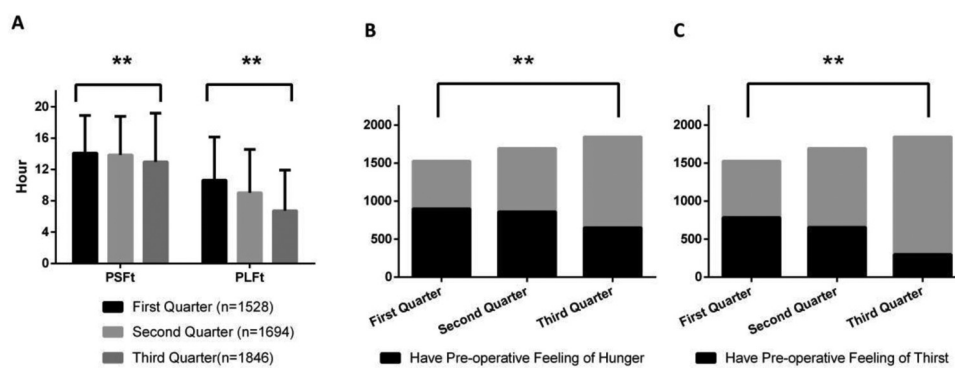 A
**
**
20
16
12
8
4
0
Hour
PSFt
PLFt
First Quarter (n=1528)
Second Quarter (n=1694)
Third Quarter(n=1846)
B
**
2000
1500
1000
500
0
First Quarter
Second Quarter
Third Quarter
Have Pre-operative Feeling of Hunger
C
**
2000
1500
1000
500
0
First Quarter
Second Quarter
Third Quarter
Have Pre-operative Feeling of Thirst